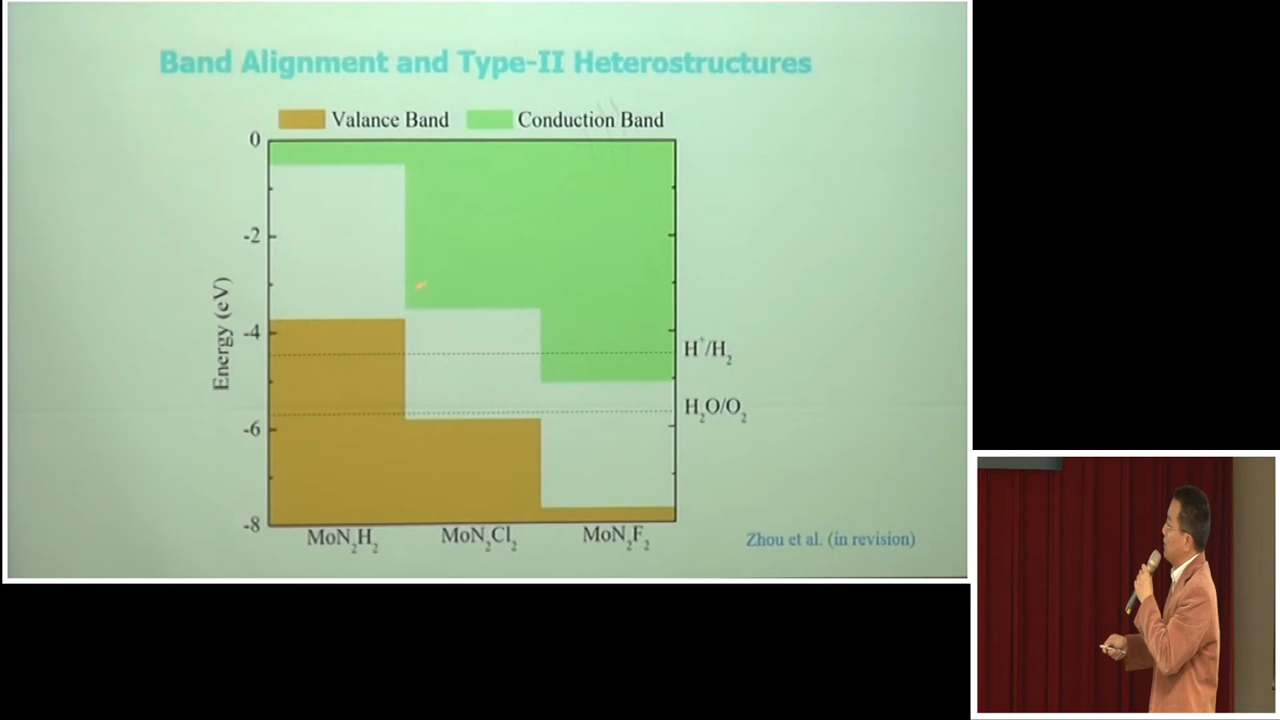 Band Alignment and Type-II Heterostructures
Valance Band
Conduction Band
0
-2
-4
-6
-8
Energy (eV)
H⁺/H₂
H₂O/O₂
MoN₂H₂
MoN₂Cl₂
MoN₂F₂
Zhou et al. (in revision)